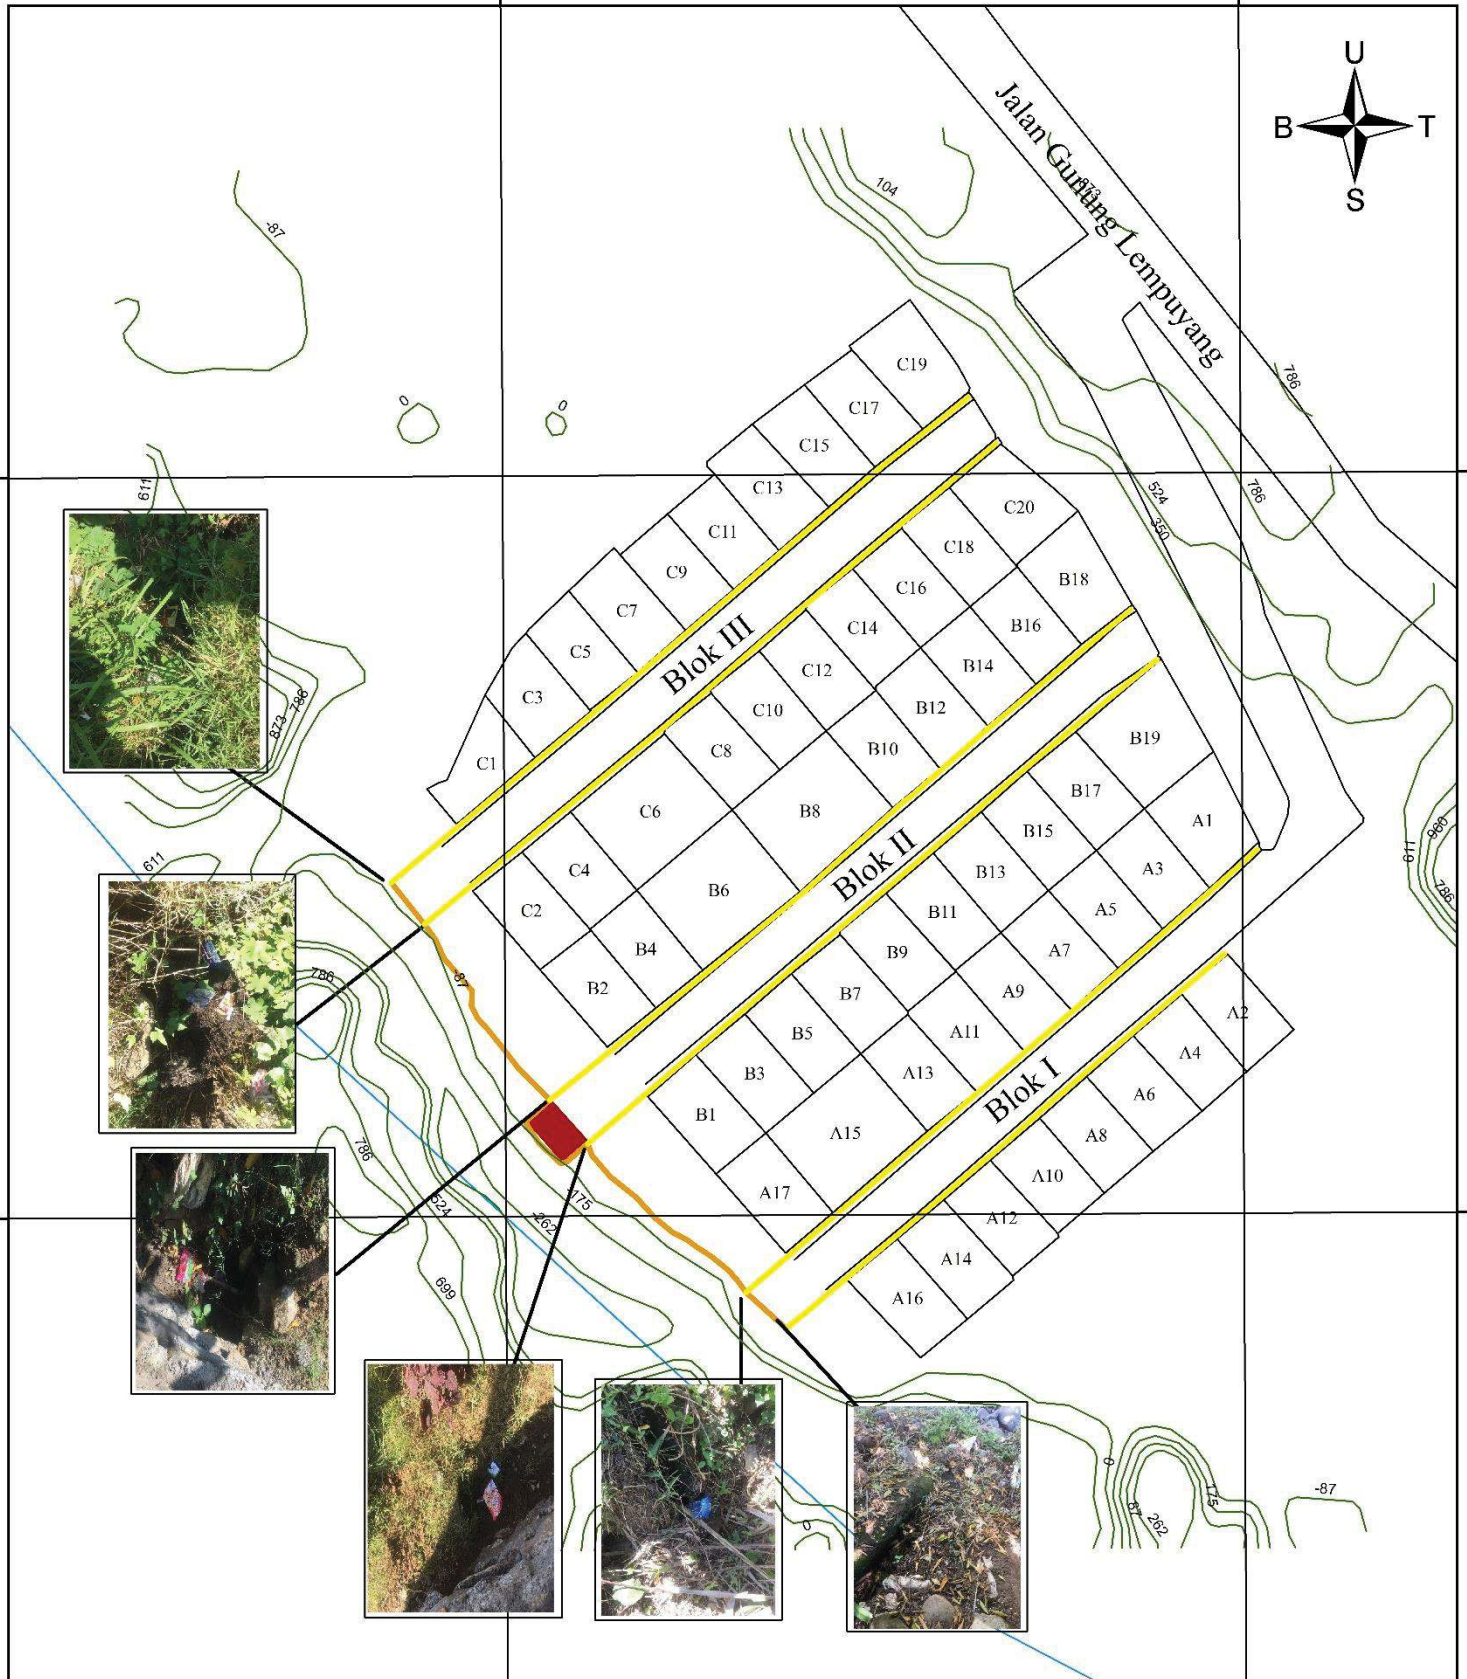 U
B
T
S
Jalan Gunung Lempuyang
873
104
-87
0
0
786
611
524
350
786
C19
C17
C15
C13
C11
C9
C7
C5
C3
C1
Blok III
C20
C18
C16
C14
C12
C10
C8
C6
C4
C2
B18
B16
B14
B12
B10
B8
B6
B4
B2
Blok II
B19
B17
B15
B13
B11
B9
B7
B5
B3
B1
A1
A3
A5
A7
A9
A11
A13
A15
A17
Blok I
A2
A4
A6
A8
A10
A12
A14
A16
873
786
611
786
-87
786
524
699
-175
-262
611
960
786
0
0
87
262
175
-87